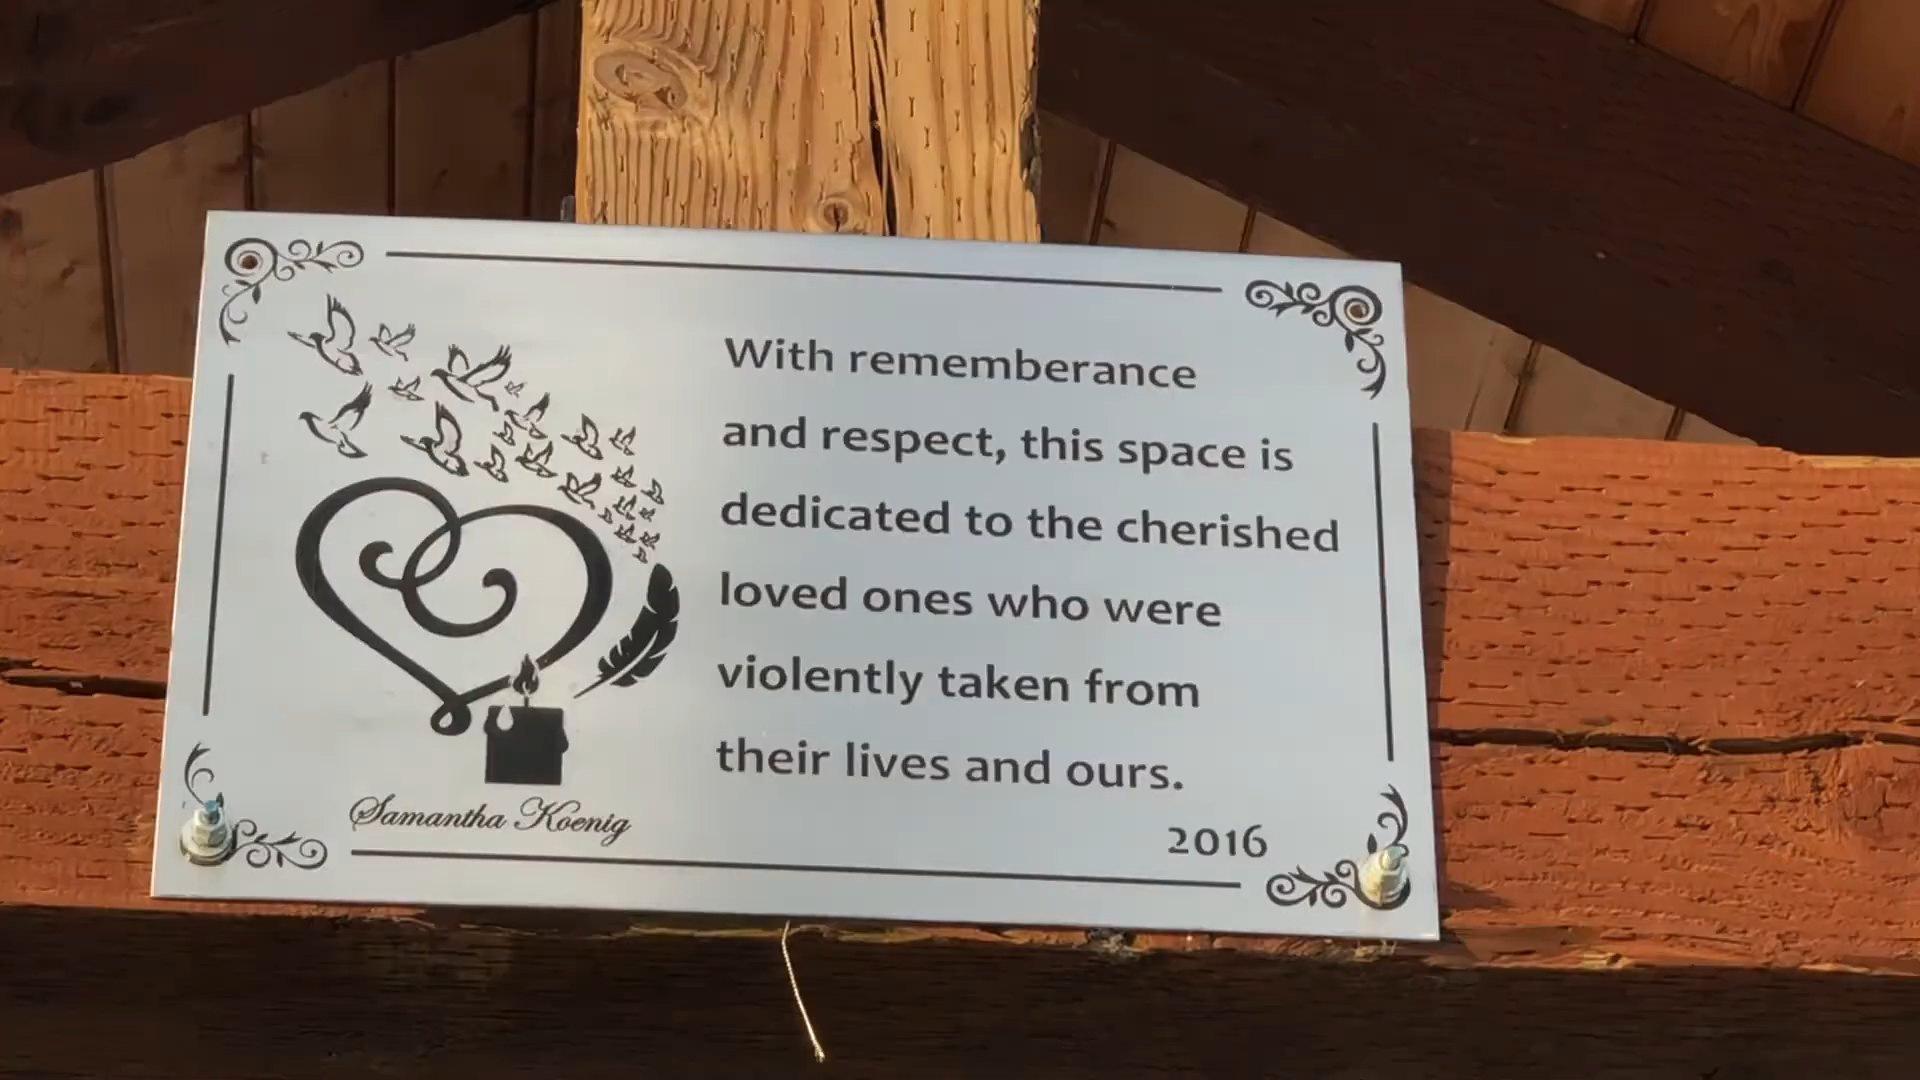 With rememberance
and respect, this space is
dedicated to the cherished
loved ones who were
violently taken from
their lives and ours.
Samantha Koenig
2016